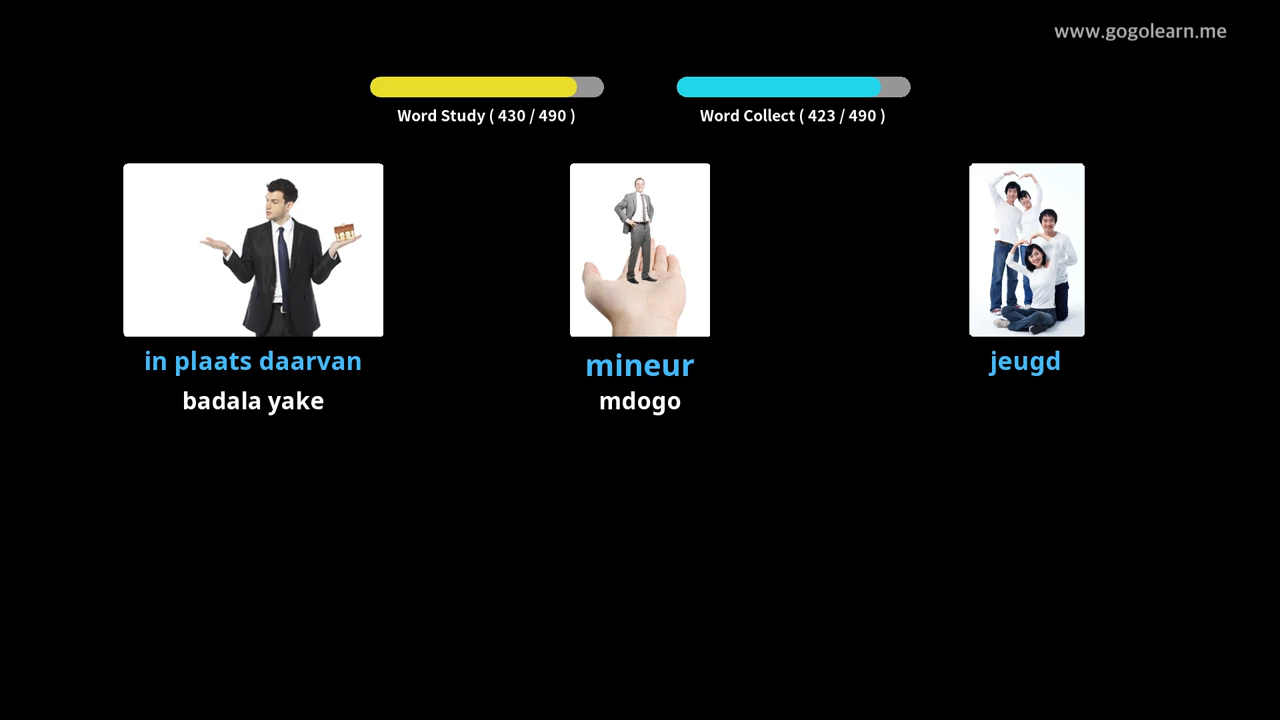 www.gogolearn.me
Word Study ( 430 / 490 )
Word Collect ( 423 / 490 )
in plaats daarvan
badala yake
mineur
mdogo
jeugd